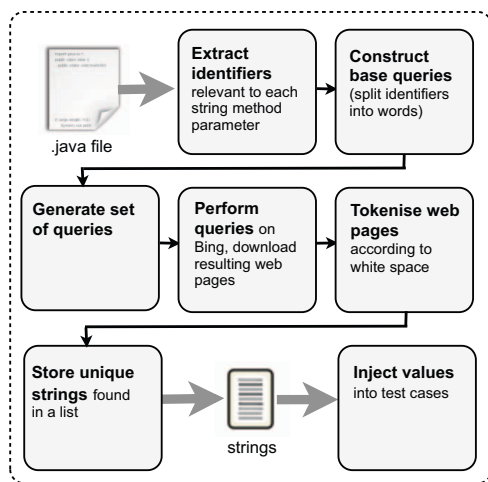 Extract
identifiers
relevant to each
string method
parameter
Construct
base queries
(split identifiers
into words)
.java file
Generate set
of queries
Perform
queries on
Bing, download
resulting web
pages
Tokenise web
pages
according to
white space
Store unique
strings found
in a list
strings
Inject values
into test cases